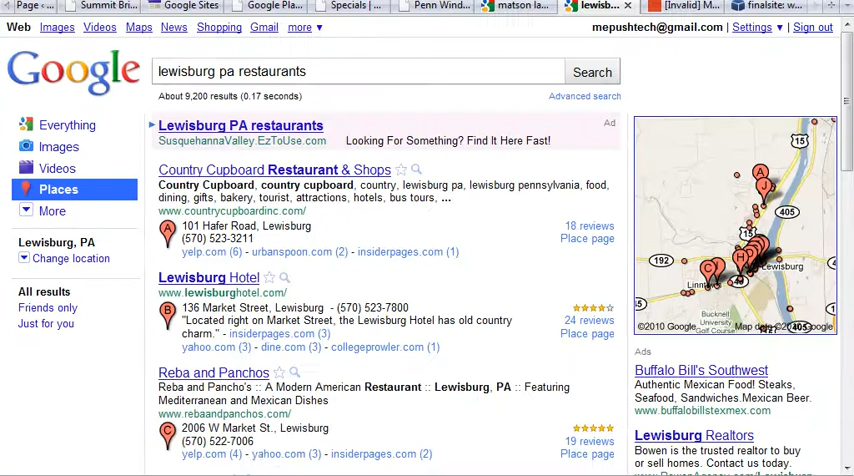 Page ‹ ...
Summit Bri...
Google Sites
Google Pla...
Specials | ...
Penn Wind...
matson la...
lewisb...
[Invalid] M...
finalsite: w...
Web Images Videos Maps News Shopping Gmail more ▼
mepushtech@gmail.com | Settings ▼ | Sign out
Google
lewisburg pa restaurants
Search
About 9,200 results (0.17 seconds)
Advanced search
Everything
Images
Videos
Places
More
Lewisburg, PA
Change location
All results
Friends only
Just for you
Lewisburg PA restaurants
Ad
SusquehannaValley.EzToUse.com Looking For Something? Find It Here Fast!
Country Cupboard Restaurant & Shops
Country Cupboard, country cupboard, country, lewisburg pa, lewisburg pennsylvania, food,
dining, gifts, bakery, tourist, attractions, hotels, bus tours, ...
www.countrycupboardinc.com/
A
101 Hafer Road, Lewisburg
18 reviews
(570) 523-3211
Place page
yelp.com (6) - urbanspoon.com (2) - insiderpages.com (1)
Lewisburg Hotel
www.lewisburghotel.com/
B
136 Market Street, Lewisburg - (570) 523-7800
"Located right on Market Street, the Lewisburg Hotel has old country
24 reviews
charm." - insiderpages.com (3)
Place page
yahoo.com (3) - dine.com (3) - collegeprowler.com (1)
Reba and Panchos
Reba and Pancho's :: A Modern American Restaurant :: Lewisburg, PA :: Featuring
Mediterranean and Mexican Dishes
www.rebaandpanchos.com/
C
2006 W Market St., Lewisburg
(570) 522-7006
19 reviews
yelp.com (4) - yahoo.com (3) - insiderpages.com (2)
Place page
15
A
J
405
15
192
H
D
C
Lewisburg
Linn
Bucknell
University
Golf Course
405
©2010 Google
Map data ©2010 Google
Ads
Buffalo Bill's Southwest
Authentic Mexican Food! Steaks,
Seafood, Sandwiches.Mexican Beer.
www.buffalobillstexmex.com
Lewisburg Realtors
Bowen is the trusted realtor to buy
or sell homes. Contact us today.